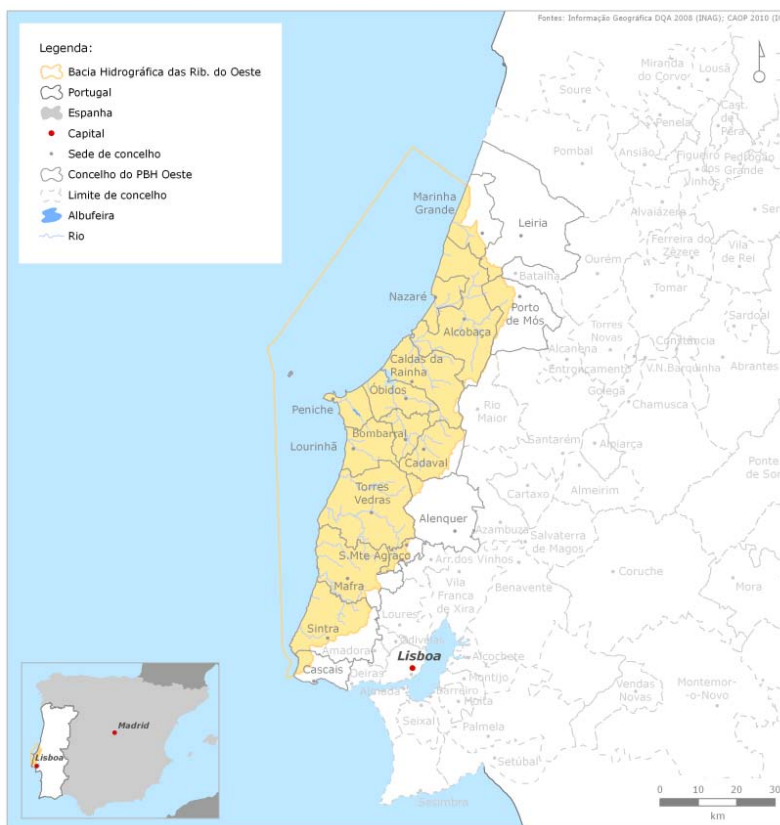 Fontes: Informação Geográfica DQA 2008 (INAG); CAOP 2010 (I
Legenda:
Bacia Hidrográfica das Rib. do Oeste
Portugal
Espanha
Capital
Sede de concelho
Concelho do PBH Oeste
Limite de concelho
Albufeira
Rio
Miranda
do Corvo
Lousã
Soure
Cast.
de
Pêra
Penela
Pombal
Ansião
Figueiró
dos
Vinhos
Pedrógão
Grande
Marinha
Grande
Leiria
Alvaiázere
Ser
Ferreira do
Zêzere
Vila
de Rei
Batalha
Ourém
Nazaré
Porto
de Mós
Tomar
Alcobaça
Torres
Novas
Sardoal
Constância
Alcanena
Caldas da
Rainha
Entroncamento
V.N.Barquinha
Abrantes
Óbidos
Golegã
Chamusca
Peniche
Rio
Maior
Bombarral
Lourinhã
Santarém
Alpiarça
Cadaval
Ponte
de Sor
Almeirim
Torres
Vedras
Cartaxo
Alenquer
Azambuja
Salvaterra
de Magos
S.Mte Agraço
Arr.dos Vinhos
Coruche
Mafra
Vila
Franca
de Xira
Benavente
Mora
Loures
Sintra
Odivelas
Amadora
Lisboa
Alcochete
Cascais
Oeiras
Montijo
Almada
Barreiro
Moita
Vendas
Novas
Montemor-
-o-Novo
Seixal
Palmela
Setúbal
Sesimbra
Madrid
Lisboa
0 10 20 30
km